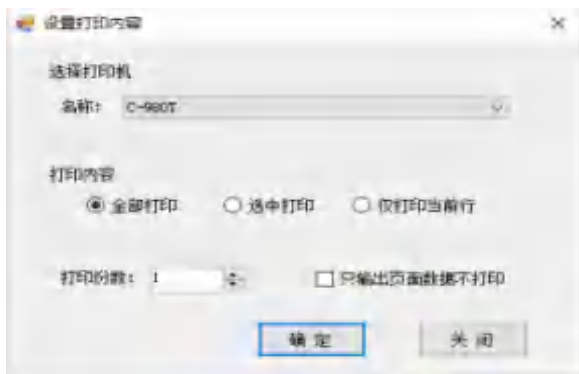 设置打印内容
选择打印机
名称: C-980T
打印内容
全部打印 选中打印 仅打印当前行
打印份数: 1 只输出页面数据不打印
确定 关闭